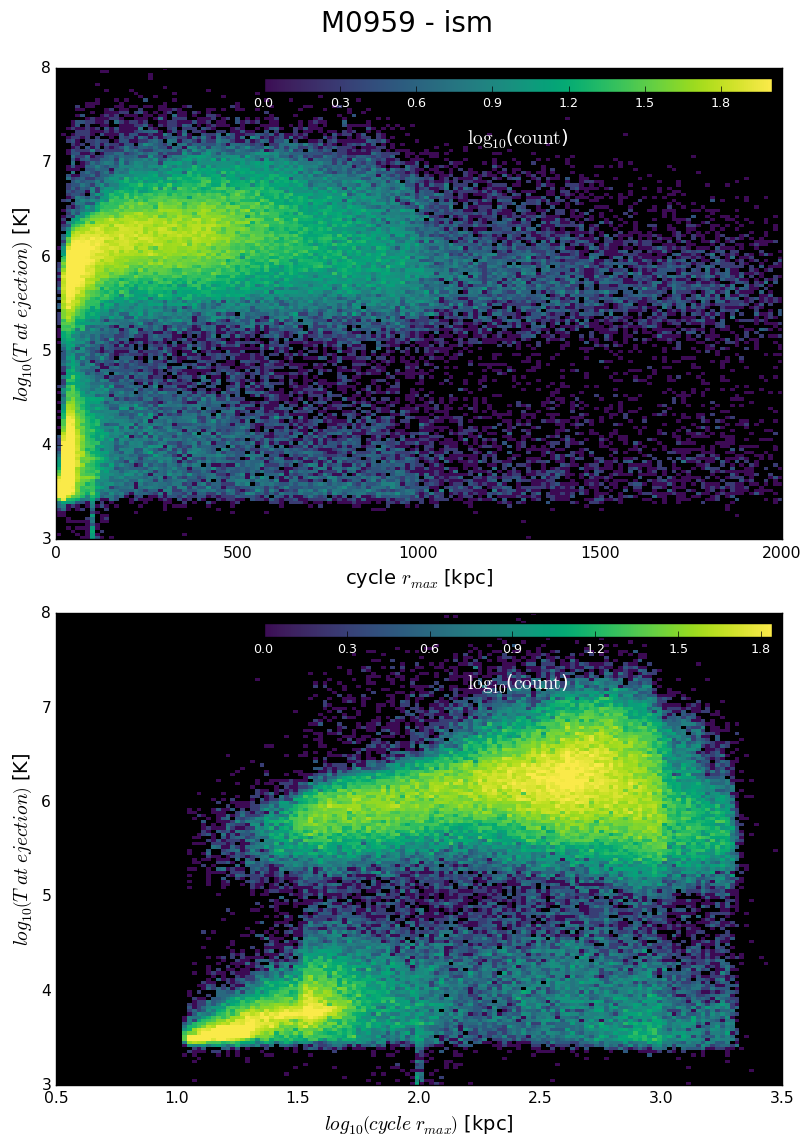 M0959 - ism
8
0.0 0.3 0.6 0.9 1.2 1.5 1.8
log10(count)
7
6
5
4
3
log10(T at ejection) [K]
0 500 1000 1500 2000
cycle rmax [kpc]
8
0.0 0.3 0.6 0.9 1.2 1.5 1.8
log10(count)
7
6
5
4
3
log10(T at ejection) [K]
0.5 1.0 1.5 2.0 2.5 3.0 3.5
log10(cycle rmax) [kpc]